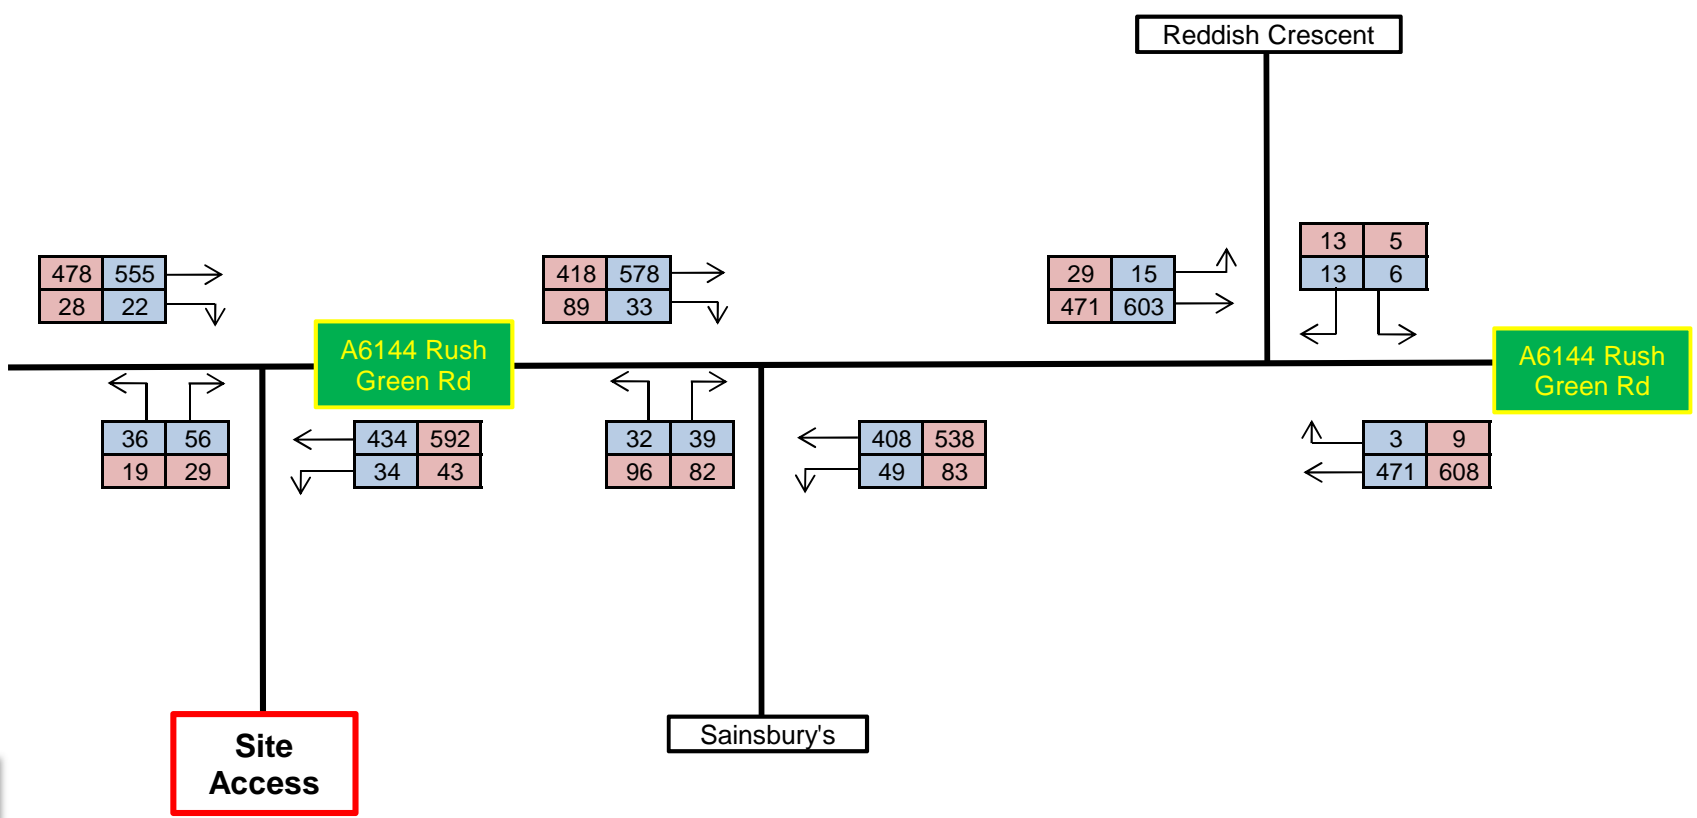 Reddish Crescent
13 5
13 6
478 555
28 22
418 578
89 33
29 15
471 603
A6144 Rush
Green Rd
A6144 Rush
Green Rd
36 56
19 29
434 592
34 43
32 39
96 82
408 538
49 83
3 9
471 608
Site
Access
Sainsbury's